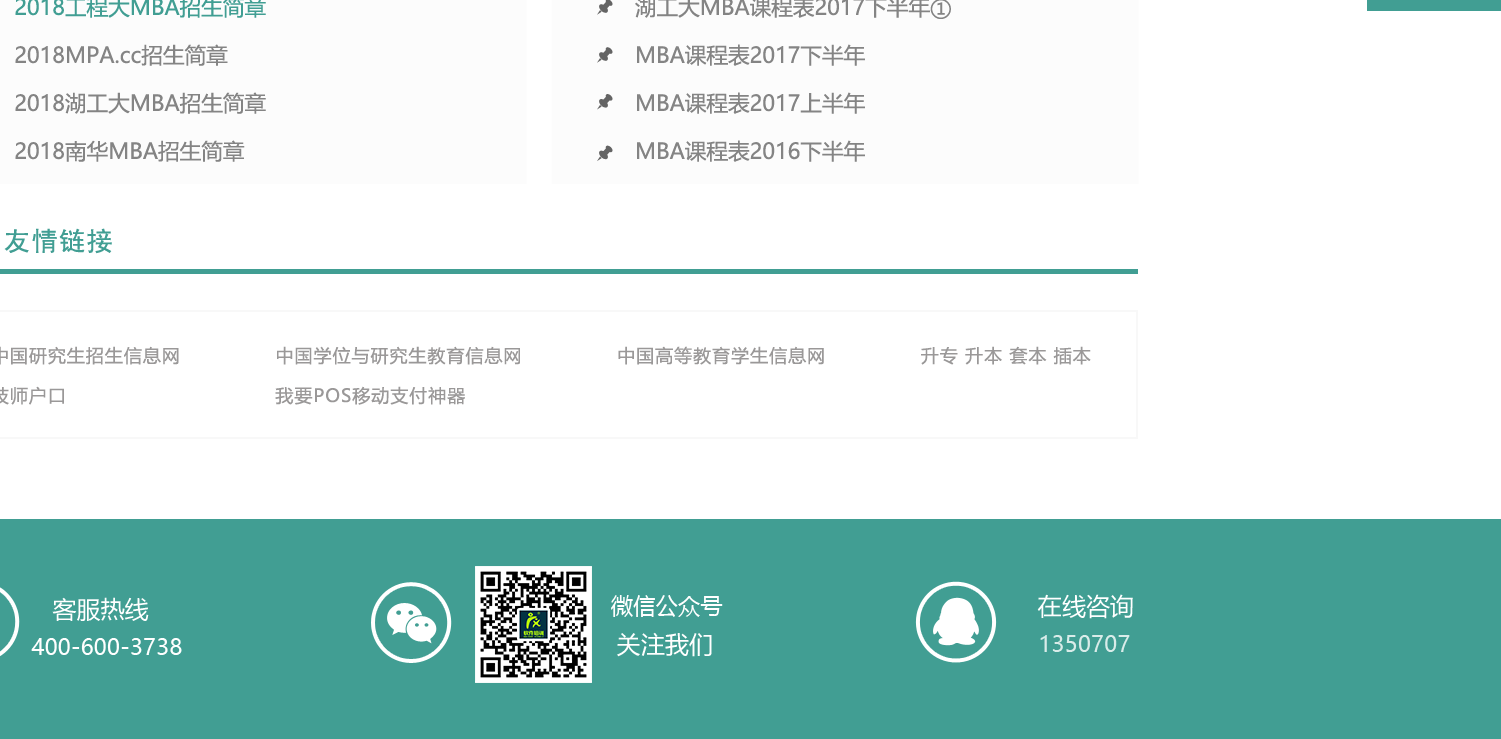 2018工程大MBA招生简章
2018MPA.cc招生简章
2018湖工大MBA招生简章
2018南华MBA招生简章
湖工大MBA课程表2017下半年①
MBA课程表2017下半年
MBA课程表2017上半年
MBA课程表2016下半年
友情链接
中国研究生招生信息网 中国学位与研究生教育信息网 中国高等教育学生信息网 升专 升本 套本 插本
技师户口 我要POS移动支付神器
客服热线
400-600-3738
微信公众号
关注我们
在线咨询
1350707